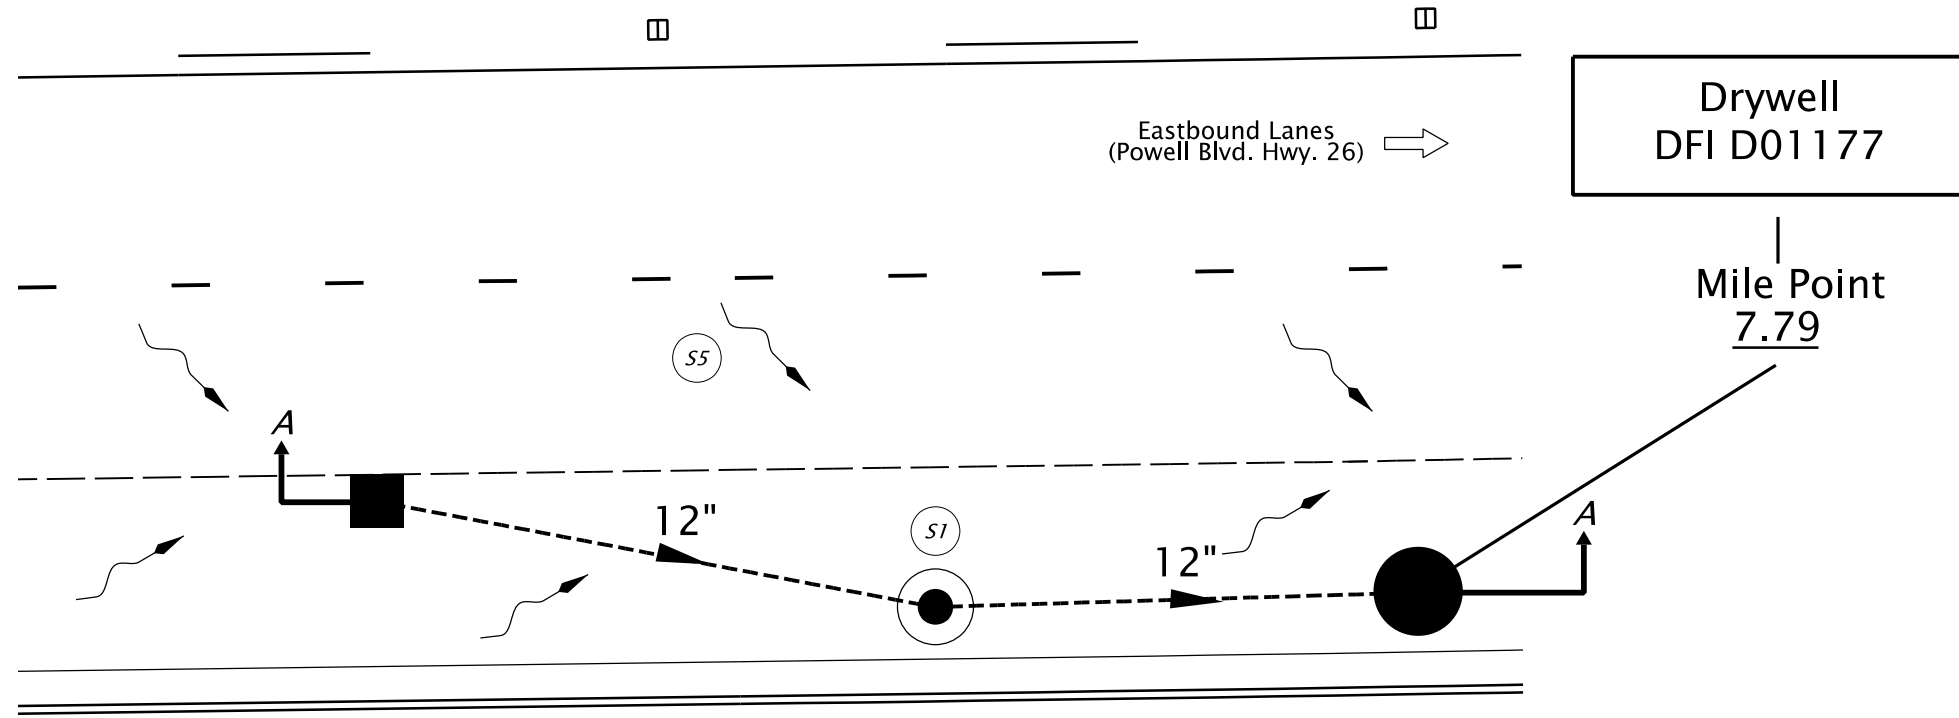 Eastbound Lanes
(Powell Blvd. Hwy. 26)
Drywell
DFI D01177
Mile Point
7.79
S5
A
12"
S1
12"
A